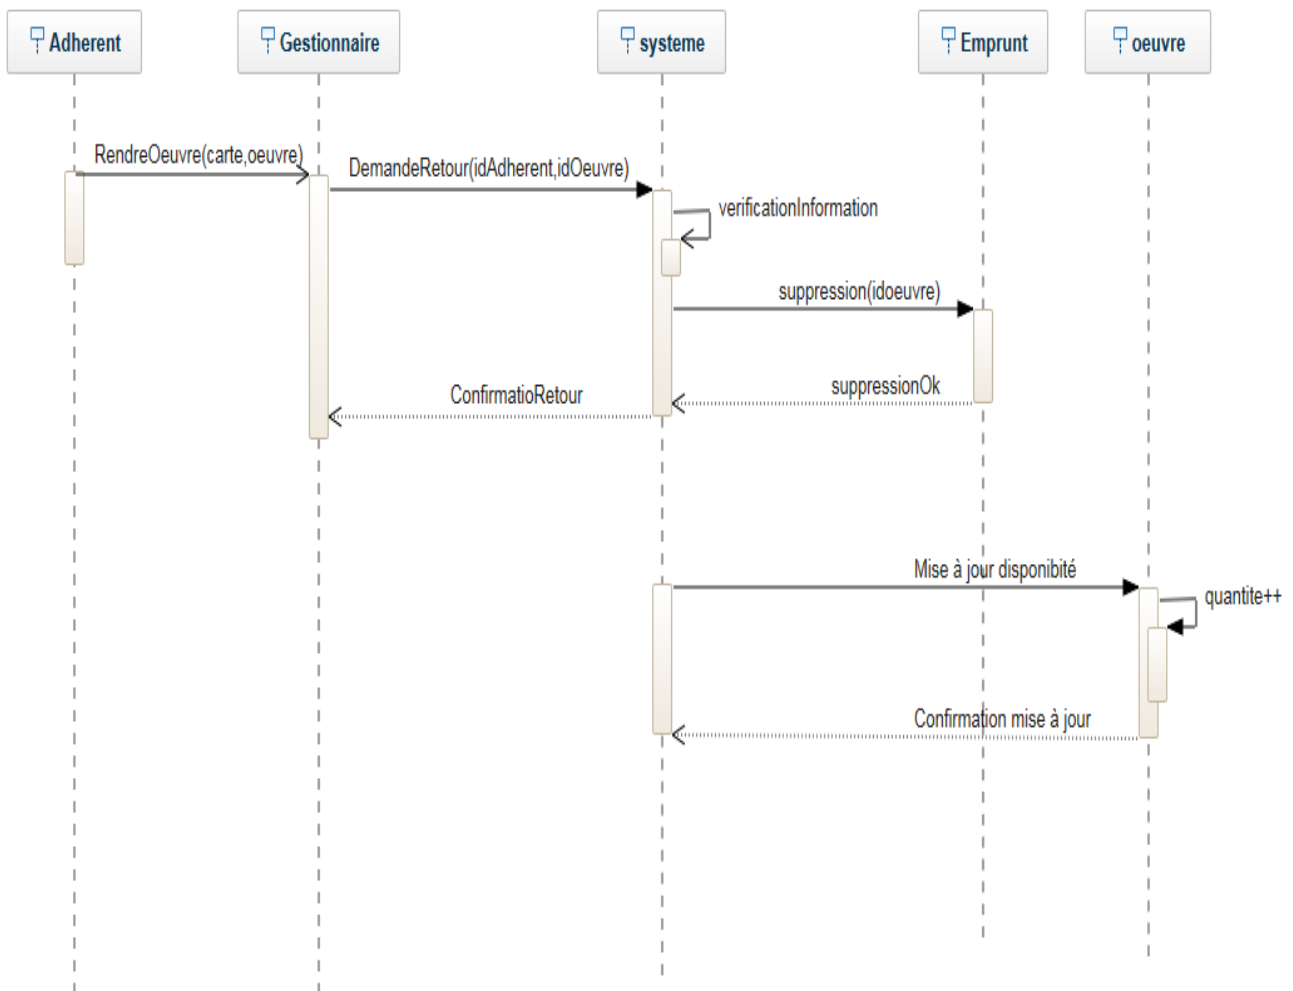 Adherent
Gestionnaire
systeme
Emprunt
oeuvre
RendreOeuvre(carte,oeuvre)
DemandeRetour(idAdherent,idOeuvre)
verificationInformation
suppression(idoeuvre)
suppressionOk
ConfirmatioRetour
Mise à jour disponibité
quantite++
Confirmation mise à jour